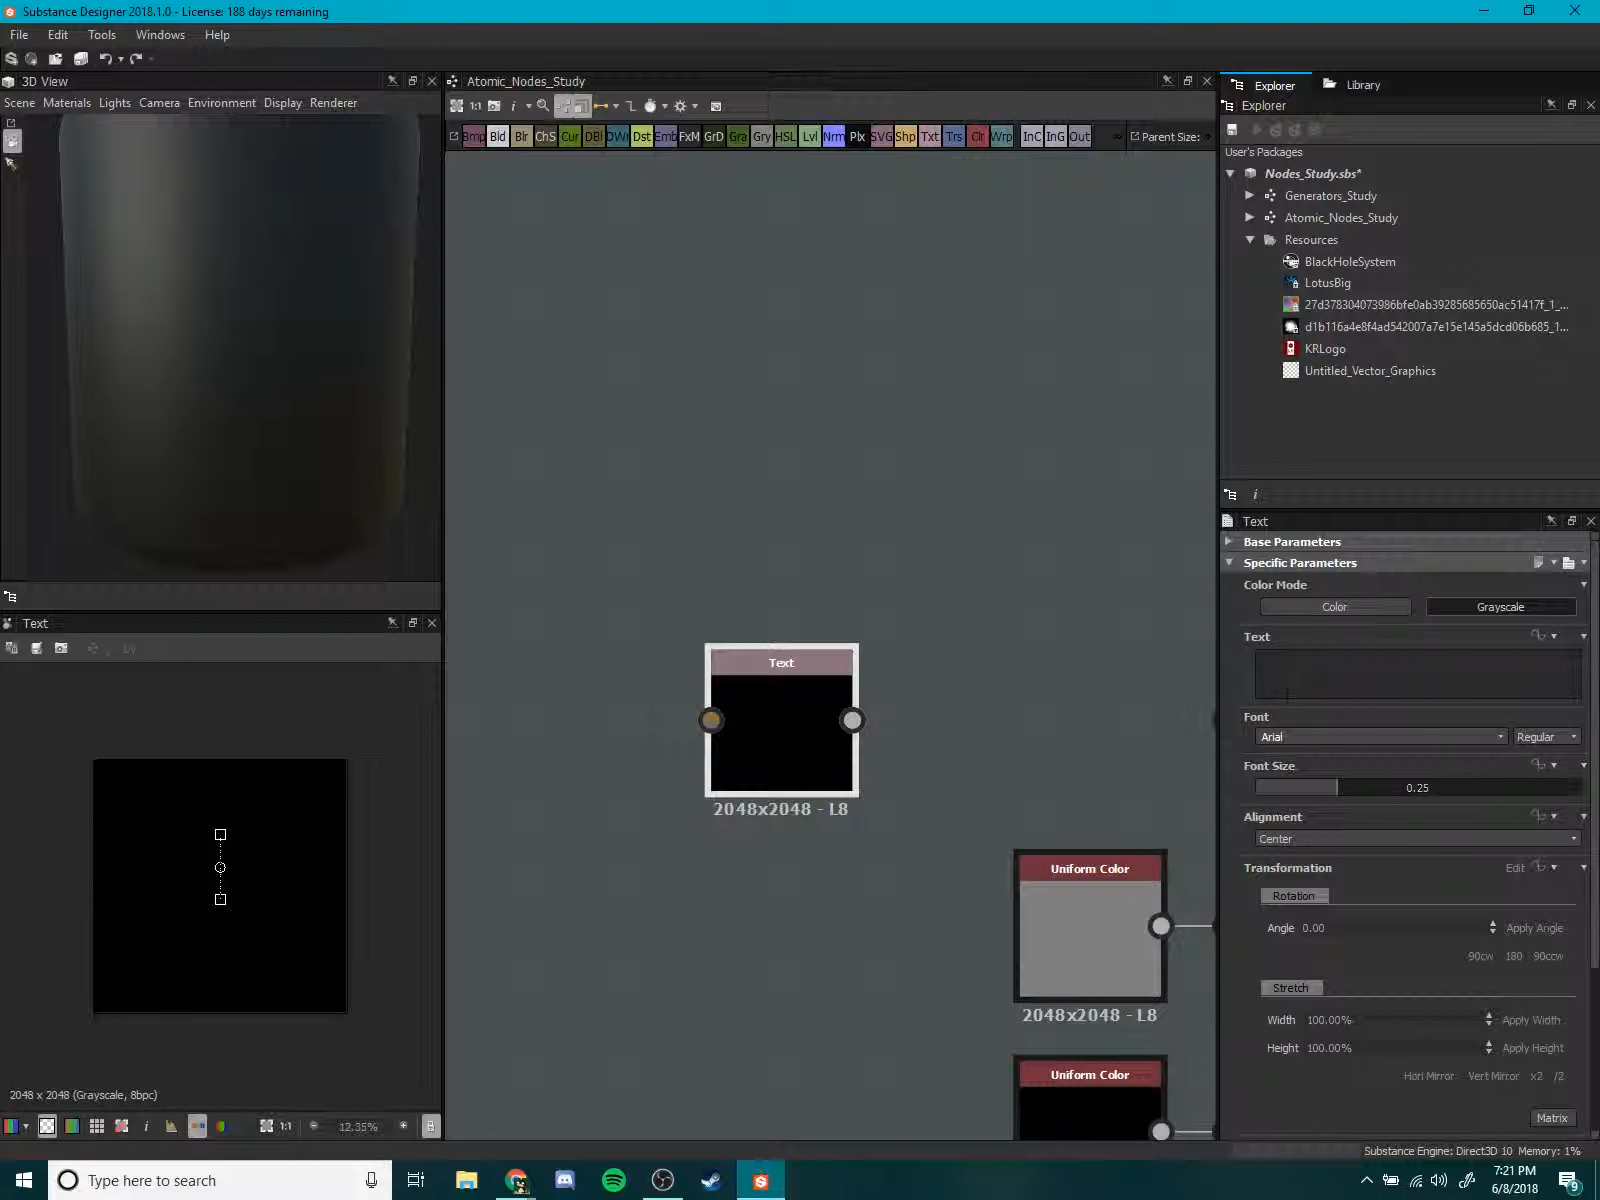 Substance Designer 2018.1.0 - License: 188 days remaining
File Edit Tools Windows Help
3D View
Scene Materials Lights Camera Environment Display Renderer
Text
2048 x 2048 (Grayscale, 8bpc)
1:1 12.35%
Atomic_Nodes_Study
1:1
Bmp Bld Blr ChS Cur DBl DWr Dst Emb FxM GrD Gra Gry HSL Lvl Nrm Plx SVG Shp Txt Trs Clr Wrp InC InG Out Parent Size:
Text
2048x2048 - L8
Uniform Color
2048x2048 - L8
Uniform Color
Explorer Library
Explorer
User's Packages
Nodes_Study.sbs*
Generators_Study
Atomic_Nodes_Study
Resources
BlackHoleSystem
LotusBig
27d378304073986bfe0ab39285685650ac51417f_1_...
d1b116a4e8f4ad542007a7e15e145a5dcd06b685_1...
KRLogo
Untitled_Vector_Graphics
Text
Base Parameters
Specific Parameters
Color Mode
Color Grayscale
Text
Font
Arial Regular
Font Size
0.25
Alignment
Center
Transformation Edit
Rotation
Angle 0.00 Apply Angle
90cw 180 90ccw
Stretch
Width 100.00% Apply Width
Height 100.00% Apply Height
Hori Mirror Vert Mirror x2 /2
Matrix
Substance Engine: Direct3D 10 Memory: 1%
Type here to search
7:21 PM
6/8/2018
9